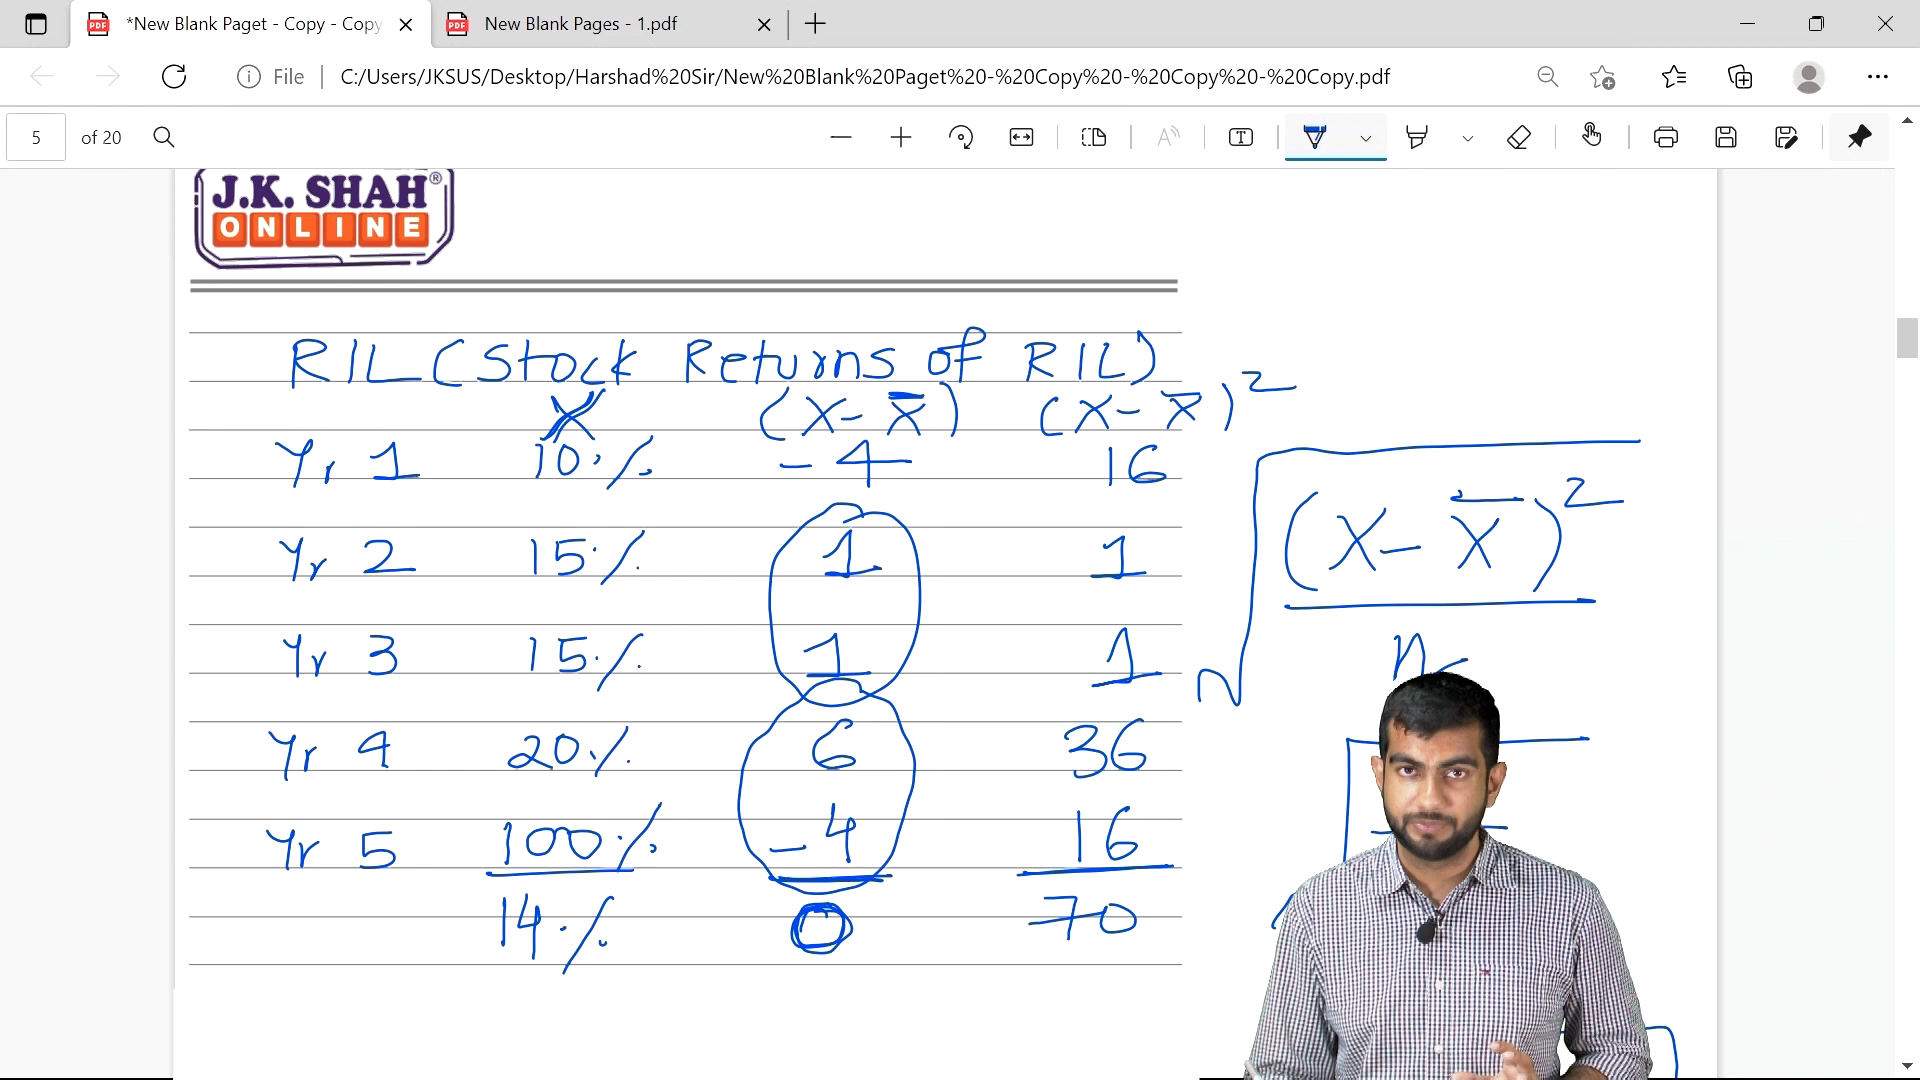 *New Blank Paget - Copy - Copy
New Blank Pages - 1.pdf
File
C:/Users/JKSUS/Desktop/Harshad%20Sir/New%20Blank%20Paget%20-%20Copy%20-%20Copy%20-%20Copy.pdf
5 of 20
J.K. SHAH®
ONLINE
RIL (Stock Returns of RIL)
X (X- X̄) (X- X̄)²
Yr 1 10% -4 16
Yr 2 15% 1 1
Yr 3 15% 1 1
Yr 4 20% 6 36
Yr 5 100% -4 16
14% 0 70
√(X- X̄)²
n